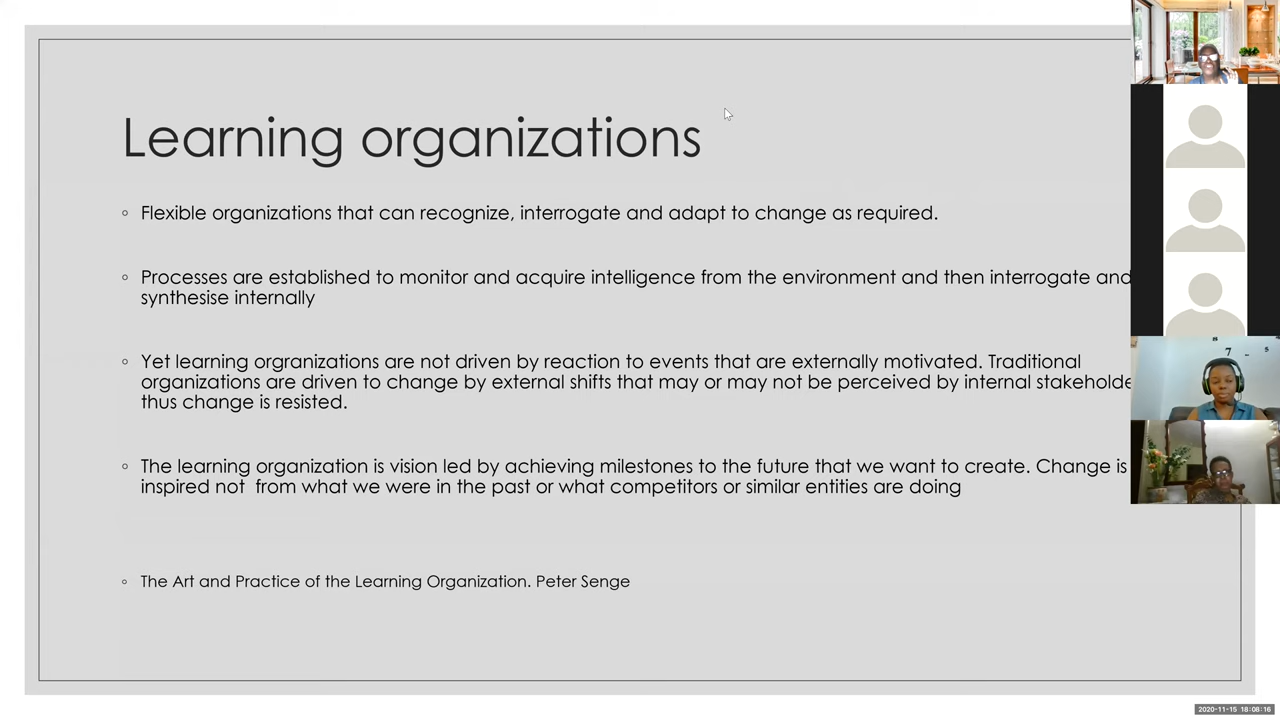 Learning organizations
◦ Flexible organizations that can recognize, interrogate and adapt to change as required.
◦ Processes are established to monitor and acquire intelligence from the environment and then interrogate and
synthesise internally
◦ Yet learning orgranizations are not driven by reaction to events that are externally motivated. Traditional
organizations are driven to change by external shifts that may or may not be perceived by internal
thus change is resisted.
◦ The learning organization is vision led by achieving milestones to the future that we want to create. Change is
inspired not from what we were in the past or what competitors or similar entities are doing
◦ The Art and Practice of the Learning Organization. Peter Senge
2020-11-15 18:08:16